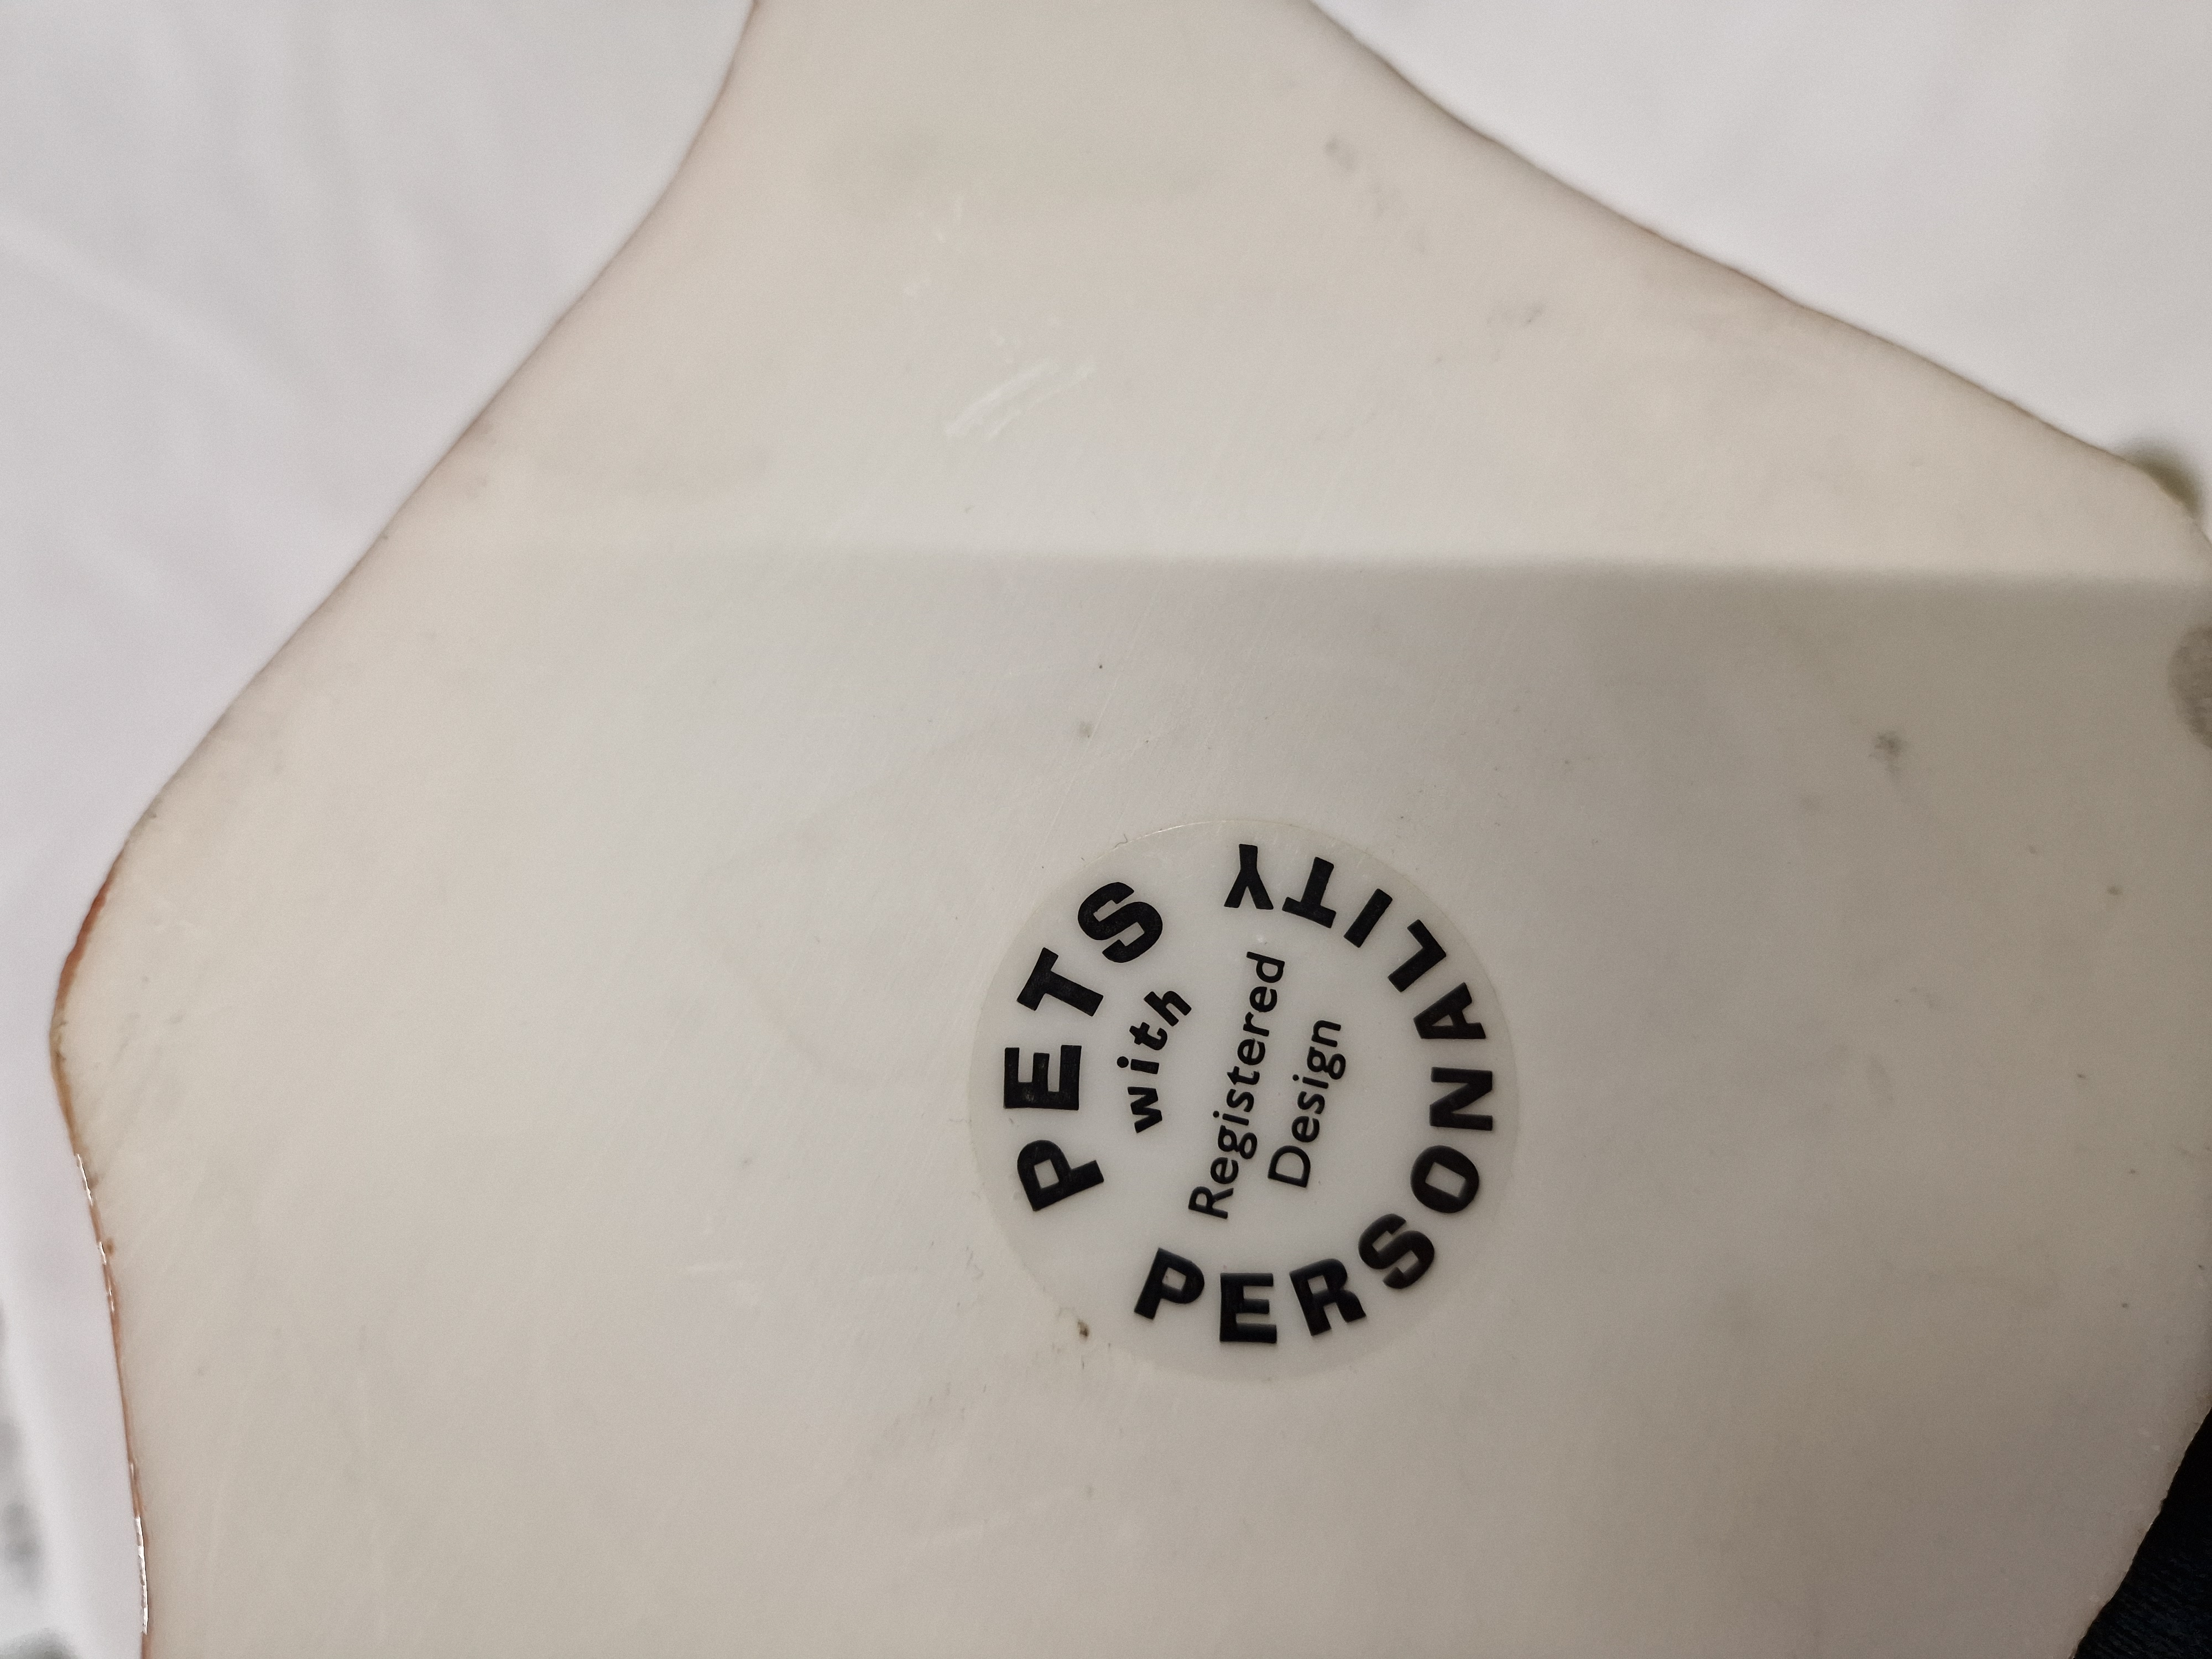 PETS
with
Registered
Design
PERSONALITY